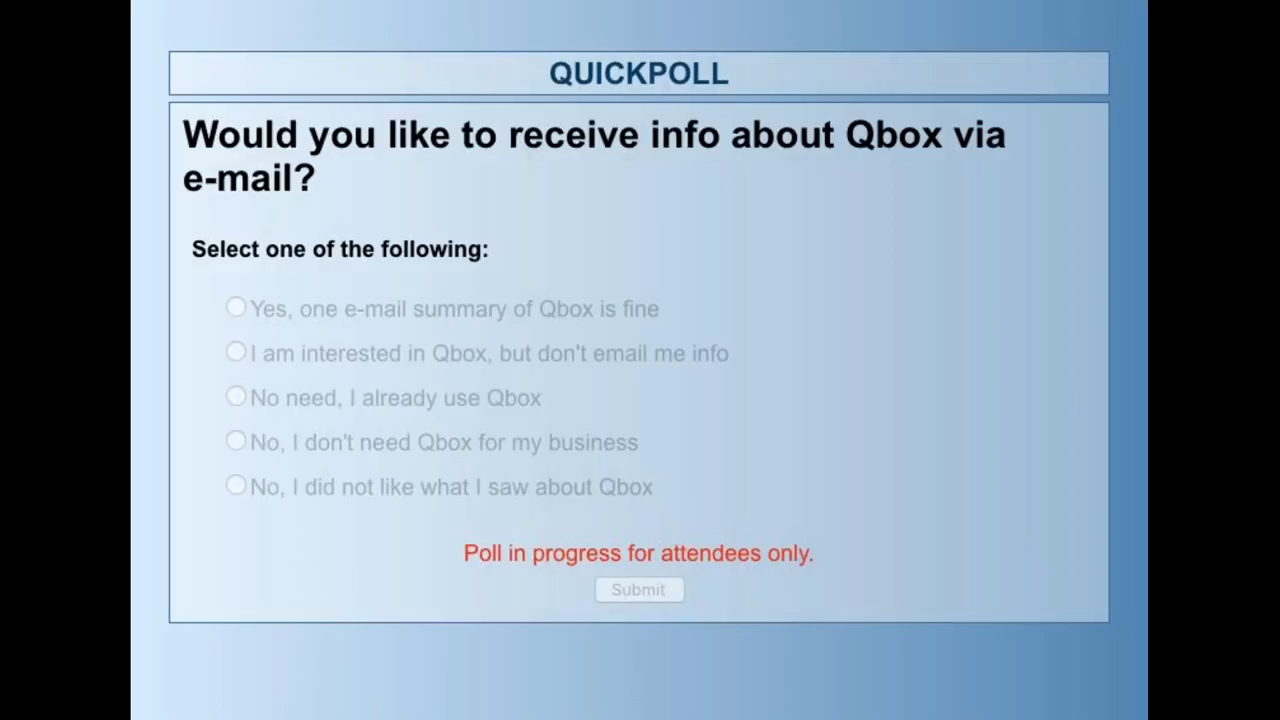 QUICKPOLL
Would you like to receive info about Qbox via
e-mail?
Select one of the following:
Yes, one e-mail summary of Qbox is fine
I am interested in Qbox, but don't email me info
No need, I already use Qbox
No, I don't need Qbox for my business
No, I did not like what I saw about Qbox
Poll in progress for attendees only.
Submit